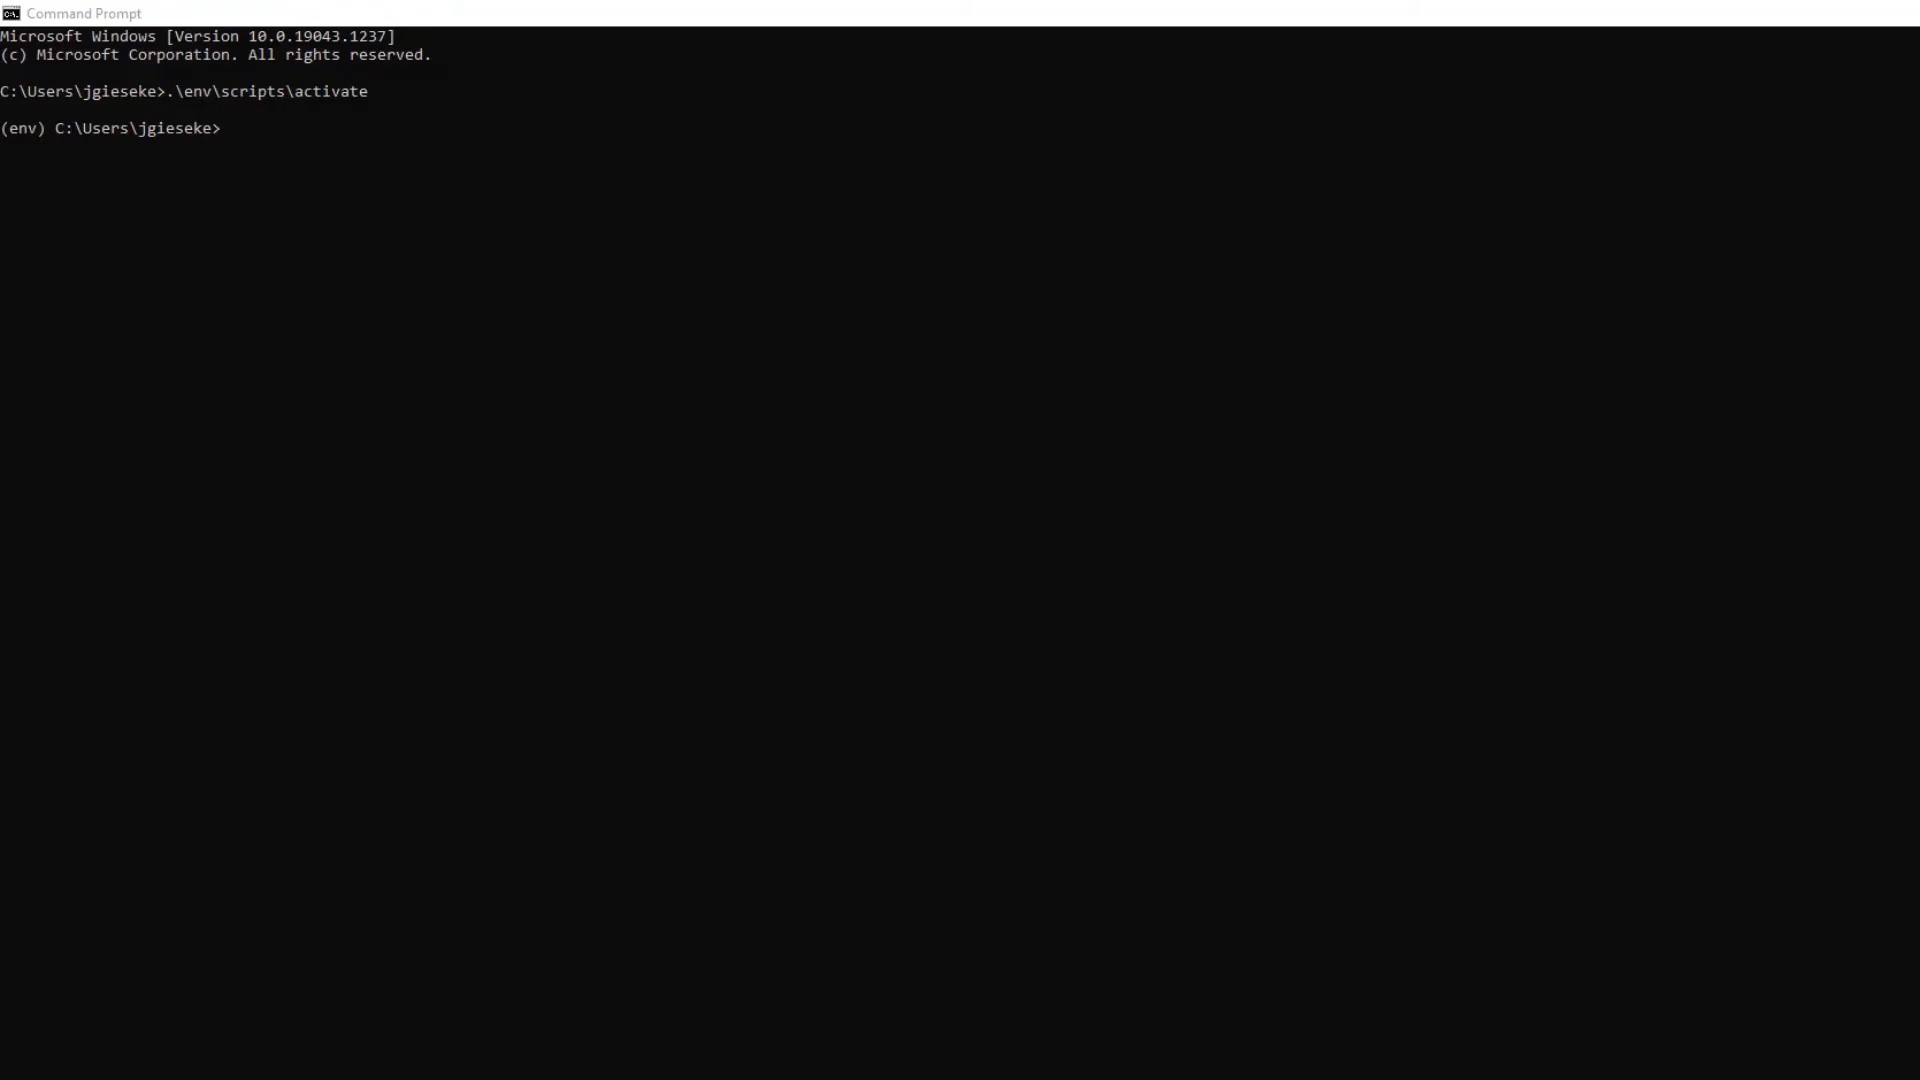 Command Prompt
Microsoft Windows [Version 10.0.19043.1237]
(c) Microsoft Corporation. All rights reserved.
C:\Users\jgieseke>.\env\scripts\activate
(env) C:\Users\jgieseke>